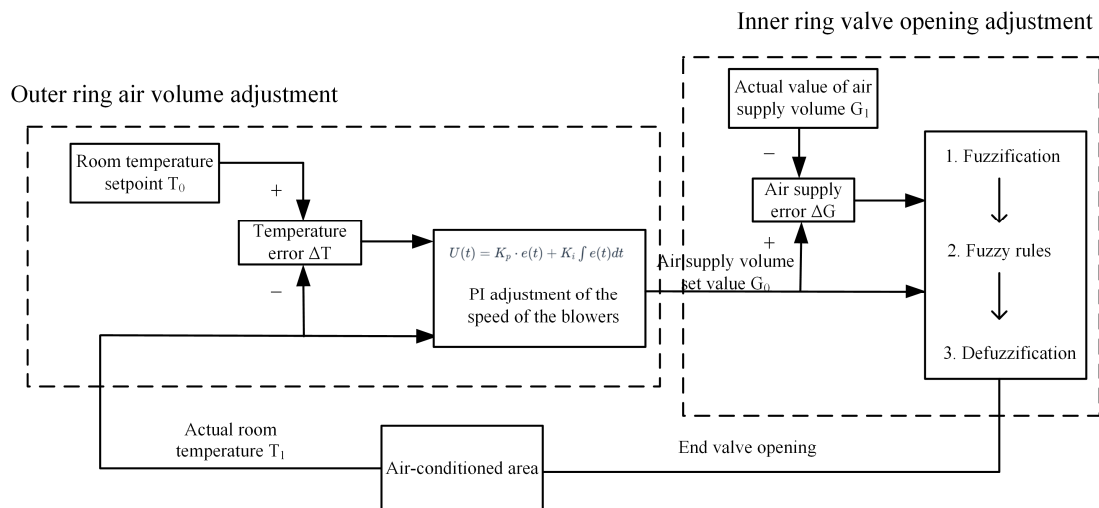 Inner ring valve opening adjustment
Outer ring air volume adjustment
Actual value of air
supply volume G₁
Room temperature
setpoint T₀
−
1. Fuzzification
+
Air supply
error ΔG
Temperature
error ΔT
+
U(t) = K_p · e(t) + K_i ∫ e(t)dt
2. Fuzzy rules
Air supply volume
set value G₀
−
PI adjustment of the
speed of the blowers
3. Defuzzification
Actual room
temperature T₁
Air-conditioned area
End valve opening